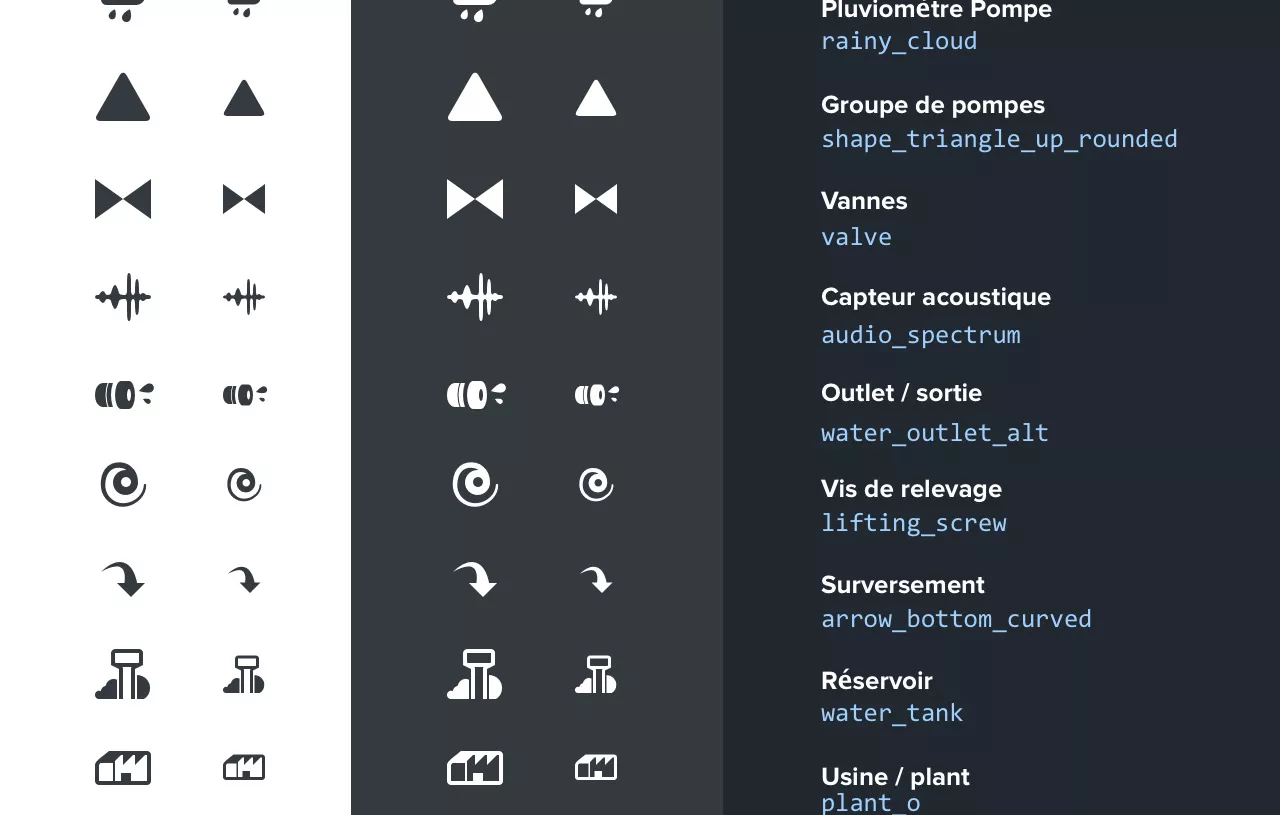 Pluviomètre Pompe
rainy_cloud
Groupe de pompes
shape_triangle_up_rounded
Vannes
valve
Capteur acoustique
audio_spectrum
Outlet / sortie
water_outlet_alt
Vis de relevage
lifting_screw
Surversement
arrow_bottom_curved
Réservoir
water_tank
Usine / plant
plant_o